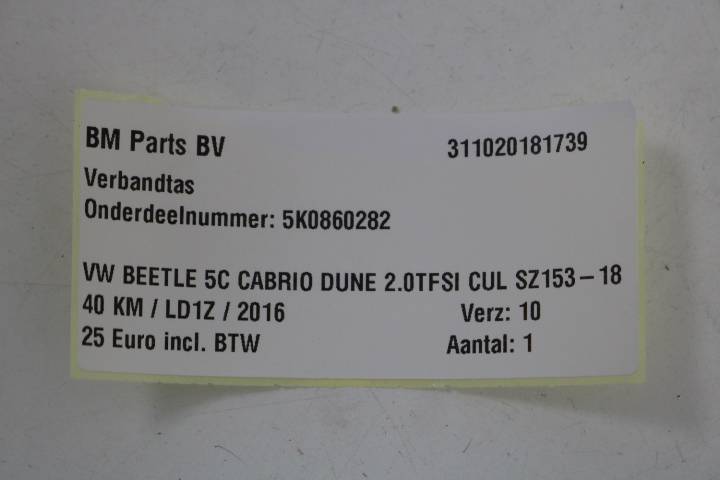 BM Parts BV 311020181739
Verbandtas
Onderdeelnummer: 5K0860282
VW BEETLE 5C CABRIO DUNE 2.0TFSI CUL SZ153-18
40 KM / LD1Z / 2016 Verz: 10
25 Euro incl. BTW Aantal: 1